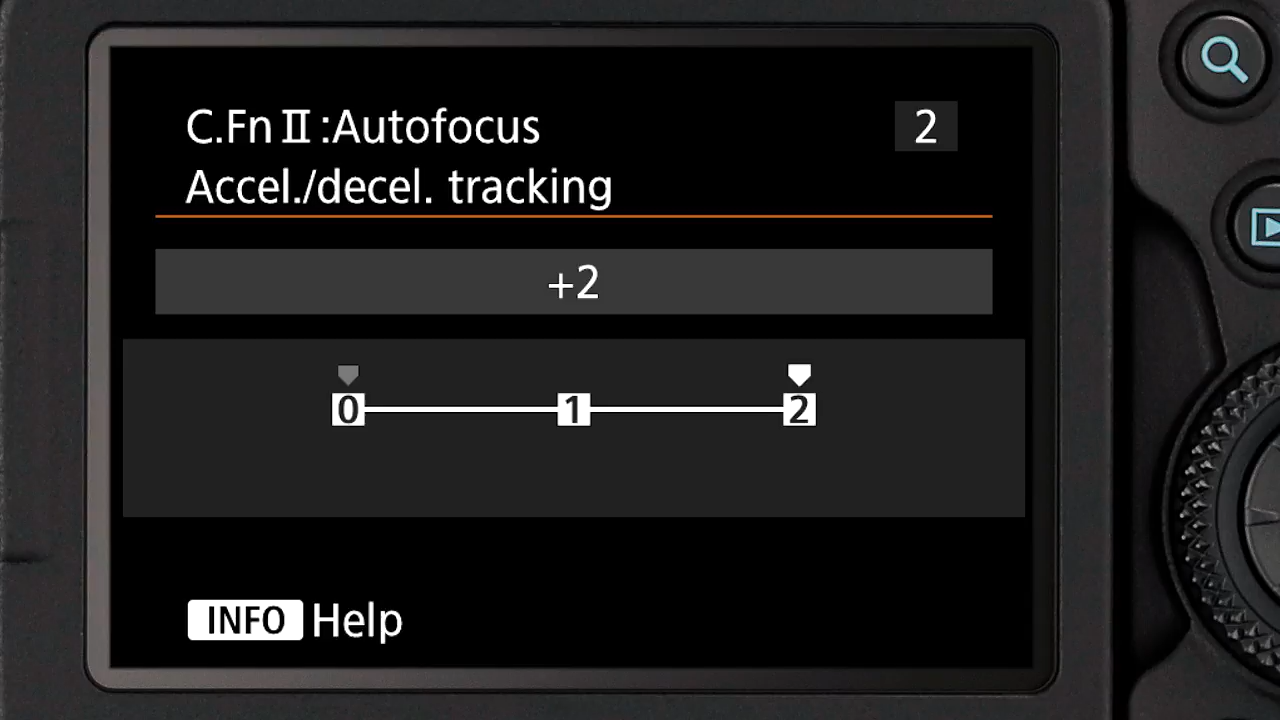 C.Fn II :Autofocus 2
Accel./decel. tracking
+2
0 1 2
INFO Help